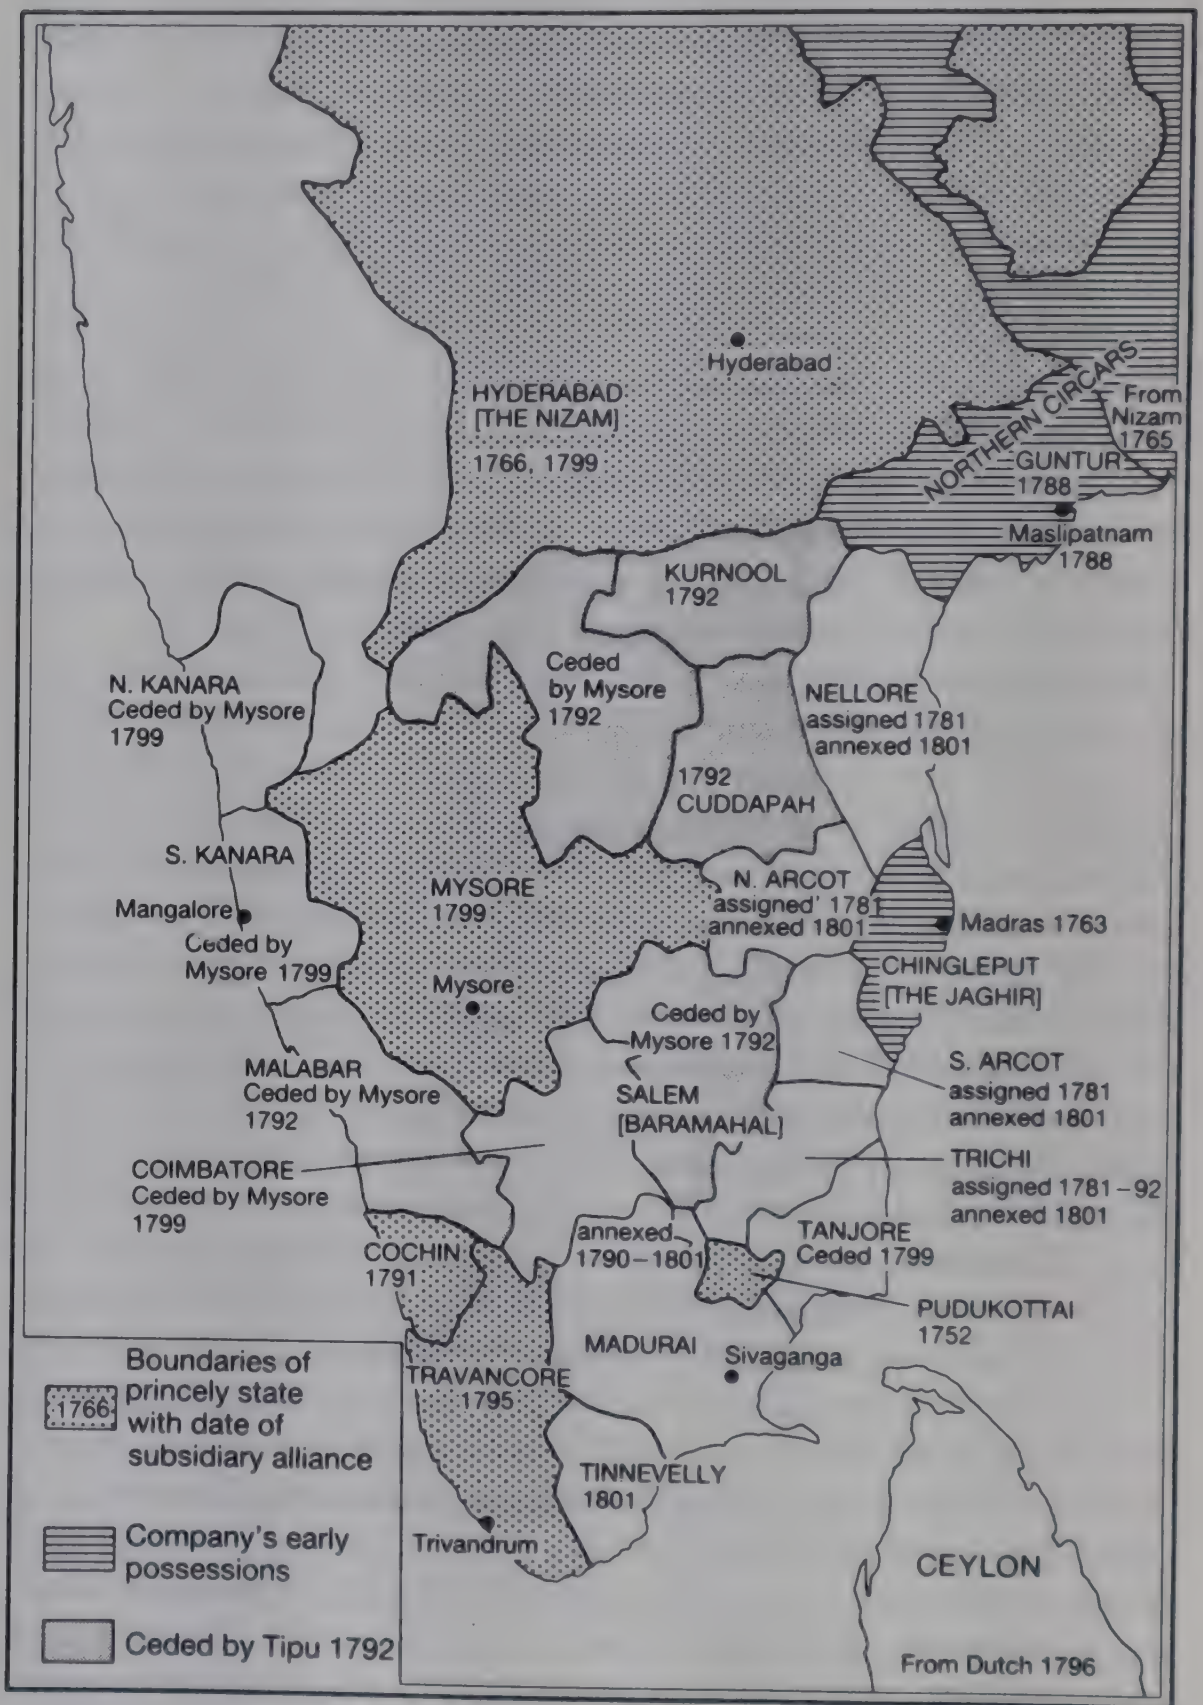 Hyderabad
HYDERABAD
[THE NIZAM]
1766, 1799
NORTHERN CIRCARS
From
Nizam
1765
GUNTUR
1788
Maslipatnam
1788
KURNOOL
1792
Ceded
by Mysore
1792
N. KANARA
Ceded by Mysore
1799
NELLORE
assigned 1781
annexed 1801
1792
CUDDAPAH
S. KANARA
Mangalore
Ceded by
Mysore 1799
MYSORE
1799
Mysore
N. ARCOT
assigned' 1781
annexed 1801
Madras 1763
CHINGLEPUT
[THE JAGHIR]
Ceded by
Mysore 1792
SALEM
[BARAMAHAL]
MALABAR
Ceded by Mysore
1792
S. ARCOT
assigned 1781
annexed 1801
COIMBATORE
Ceded by Mysore
1799
TRICHI
assigned 1781–92
annexed 1801
annexed
1790–1801
TANJORE
Ceded 1799
COCHIN
1791
PUDUKOTTAI
1752
MADURAI
Sivaganga
TRAVANCORE
1795
TINNEVELLY
1801
Trivandrum
CEYLON
From Dutch 1796
1766
Boundaries of
princely state
with date of
subsidiary alliance
Company's early
possessions
Ceded by Tipu 1792